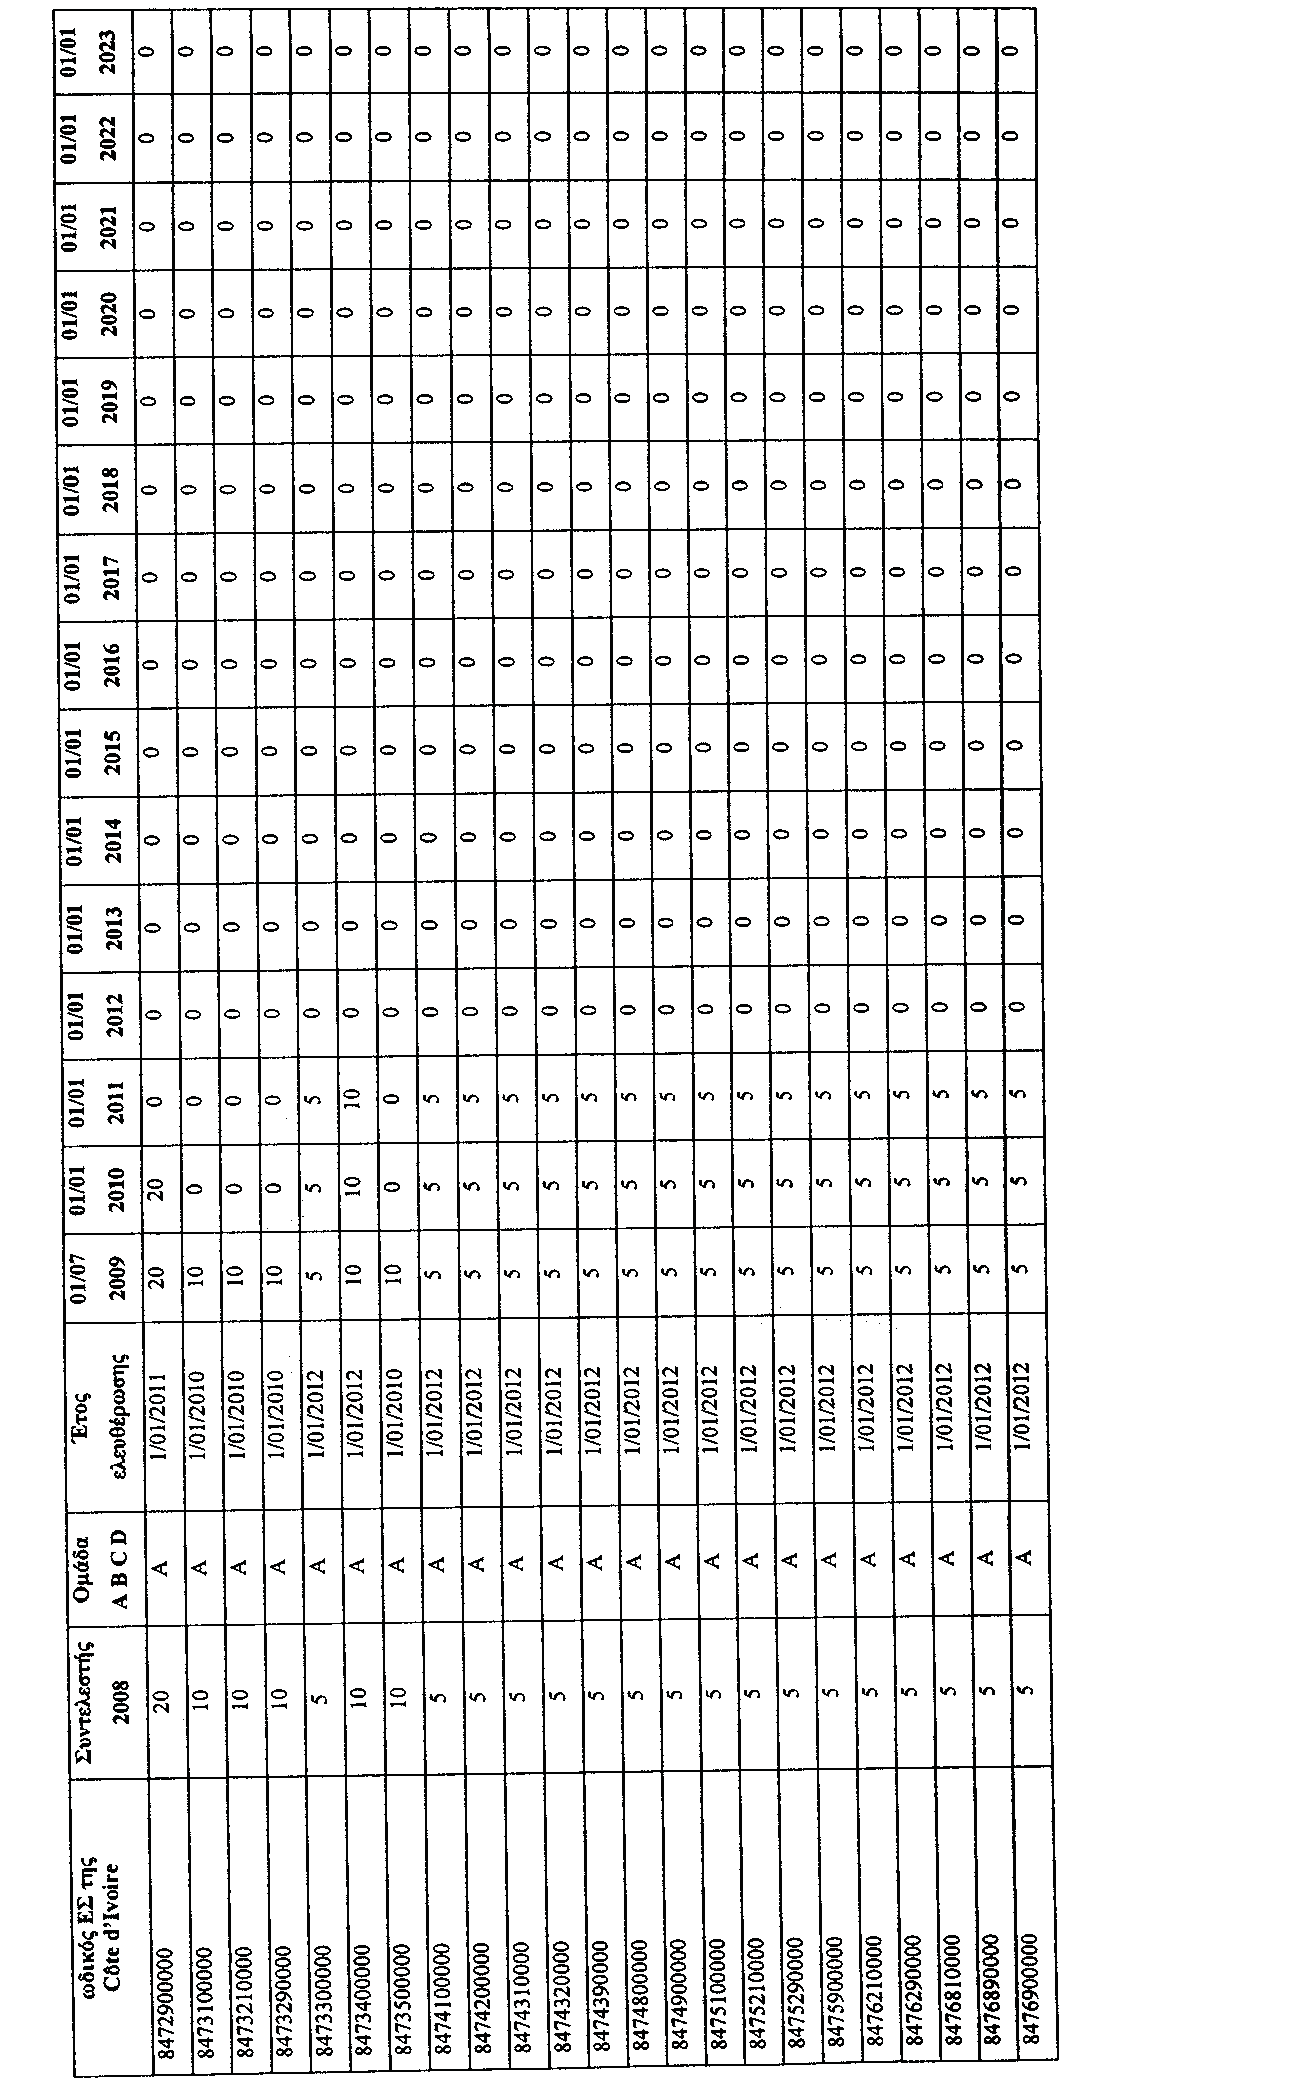 ωδικός ΕΣ της Côte d'Ivoire Συντελεστής 2008 Ομάδα A B C D Έτος ελευθέρωσης 01/07 2009 01/01 2010 01/01 2011 01/01 2012 01/01 2013 01/01 2014 01/01 2015 01/01 2016 01/01 2017 01/01 2018 01/01 2019 01/01 2020 01/01 2021 01/01 2022 01/01 2023
8472900000 20 A 1/01/2011 20 20 0 0 0 0 0 0 0 0 0 0 0 0 0
8473100000 10 A 1/01/2010 10 0 0 0 0 0 0 0 0 0 0 0 0 0 0
8473210000 10 A 1/01/2010 10 0 0 0 0 0 0 0 0 0 0 0 0 0 0
8473290000 10 A 1/01/2010 10 0 0 0 0 0 0 0 0 0 0 0 0 0 0
8473300000 5 A 1/01/2012 5 5 5 0 0 0 0 0 0 0 0 0 0 0 0
8473400000 10 A 1/01/2012 10 10 10 0 0 0 0 0 0 0 0 0 0 0 0
8473500000 10 A 1/01/2010 10 0 0 0 0 0 0 0 0 0 0 0 0 0 0
8474100000 5 A 1/01/2012 5 5 5 0 0 0 0 0 0 0 0 0 0 0 0
8474200000 5 A 1/01/2012 5 5 5 0 0 0 0 0 0 0 0 0 0 0 0
8474310000 5 A 1/01/2012 5 5 5 0 0 0 0 0 0 0 0 0 0 0 0
8474320000 5 A 1/01/2012 5 5 5 0 0 0 0 0 0 0 0 0 0 0 0
8474390000 5 A 1/01/2012 5 5 5 0 0 0 0 0 0 0 0 0 0 0 0
8474800000 5 A 1/01/2012 5 5 5 0 0 0 0 0 0 0 0 0 0 0 0
8474900000 5 A 1/01/2012 5 5 5 0 0 0 0 0 0 0 0 0 0 0 0
8475100000 5 A 1/01/2012 5 5 5 0 0 0 0 0 0 0 0 0 0 0 0
8475210000 5 A 1/01/2012 5 5 5 0 0 0 0 0 0 0 0 0 0 0 0
8475290000 5 A 1/01/2012 5 5 5 0 0 0 0 0 0 0 0 0 0 0 0
8475900000 5 A 1/01/2012 5 5 5 0 0 0 0 0 0 0 0 0 0 0 0
8476210000 5 A 1/01/2012 5 5 5 0 0 0 0 0 0 0 0 0 0 0 0
8476290000 5 A 1/01/2012 5 5 5 0 0 0 0 0 0 0 0 0 0 0 0
8476810000 5 A 1/01/2012 5 5 5 0 0 0 0 0 0 0 0 0 0 0 0
8476890000 5 A 1/01/2012 5 5 5 0 0 0 0 0 0 0 0 0 0 0 0
8476900000 5 A 1/01/2012 5 5 5 0 0 0 0 0 0 0 0 0 0 0 0